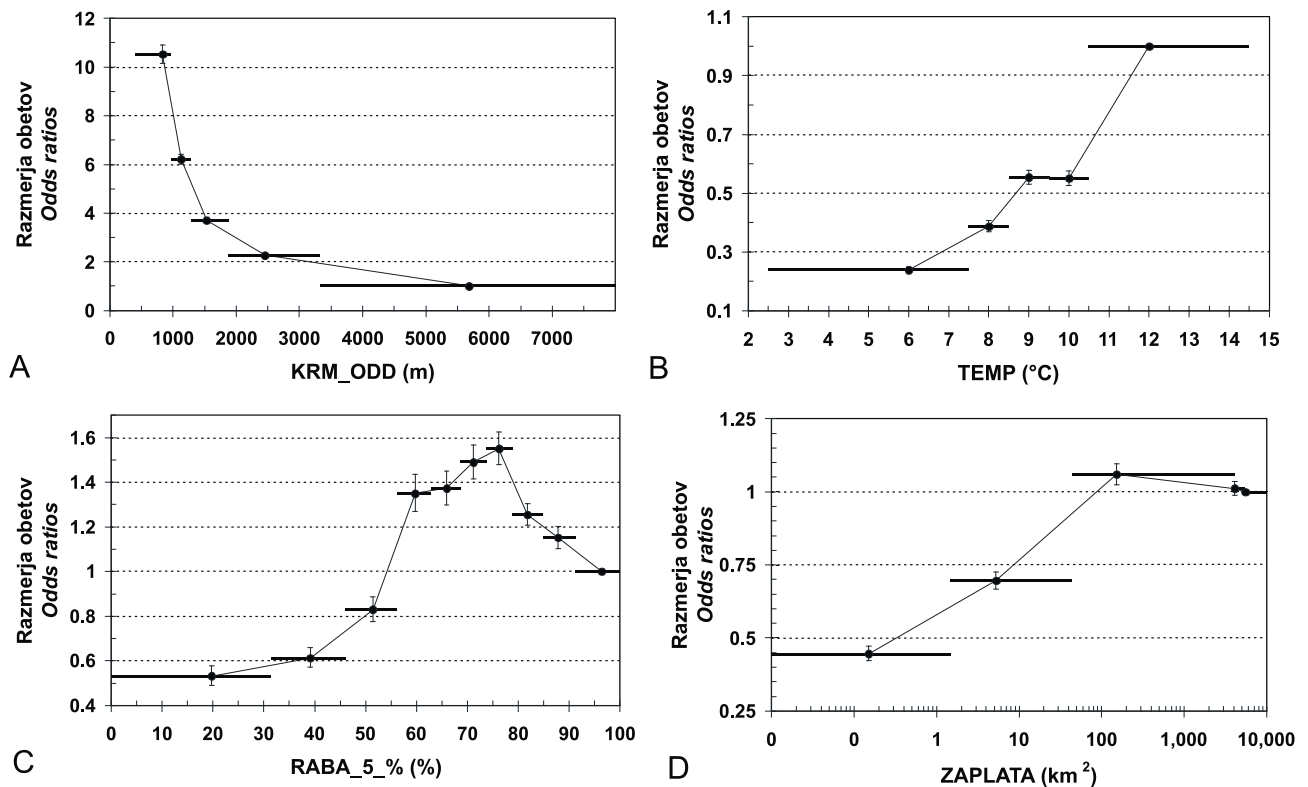 12
10
8
6
4
2
0
Razmerja obetov
Odds ratios
0 1000 2000 3000 4000 5000 6000 7000
KRM_ODD (m)
A
1.1
0.9
0.7
0.5
0.3
0.1
Razmerja obetov
Odds ratios
2 3 4 5 6 7 8 9 10 11 12 13 14 15
TEMP (°C)
B
1.6
1.4
1.2
1
0.8
0.6
0.4
Razmerja obetov
Odds ratios
0 10 20 30 40 50 60 70 80 90 100
RABA_5_% (%)
C
1.25
1
0.75
0.5
0.25
Razmerja obetov
Odds ratios
0 0 1 10 100 1,000 10,000
ZAPLATA (km²)
D